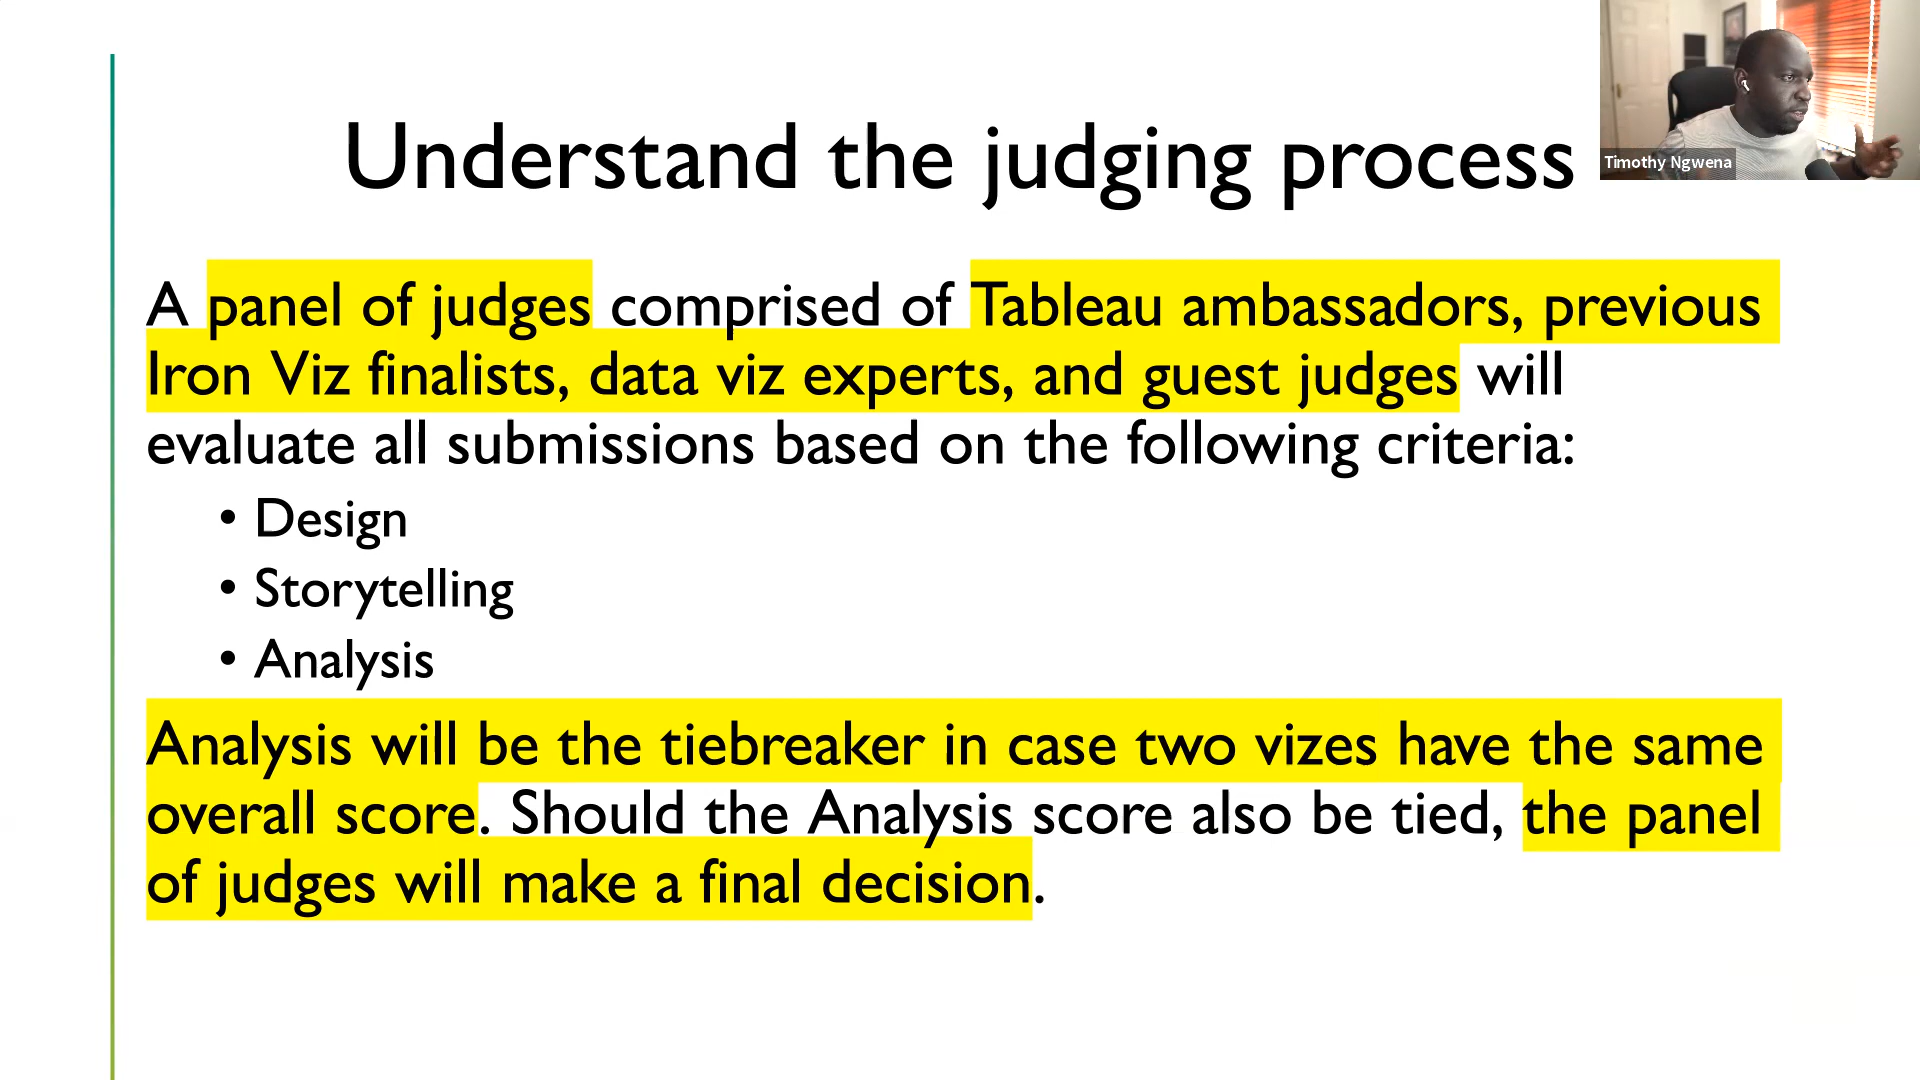 Understand the judging process
Timothy Ngwena
A panel of judges comprised of Tableau ambassadors, previous
Iron Viz finalists, data viz experts, and guest judges will
evaluate all submissions based on the following criteria:
• Design
• Storytelling
• Analysis
Analysis will be the tiebreaker in case two vizes have the same
overall score. Should the Analysis score also be tied, the panel
of judges will make a final decision.